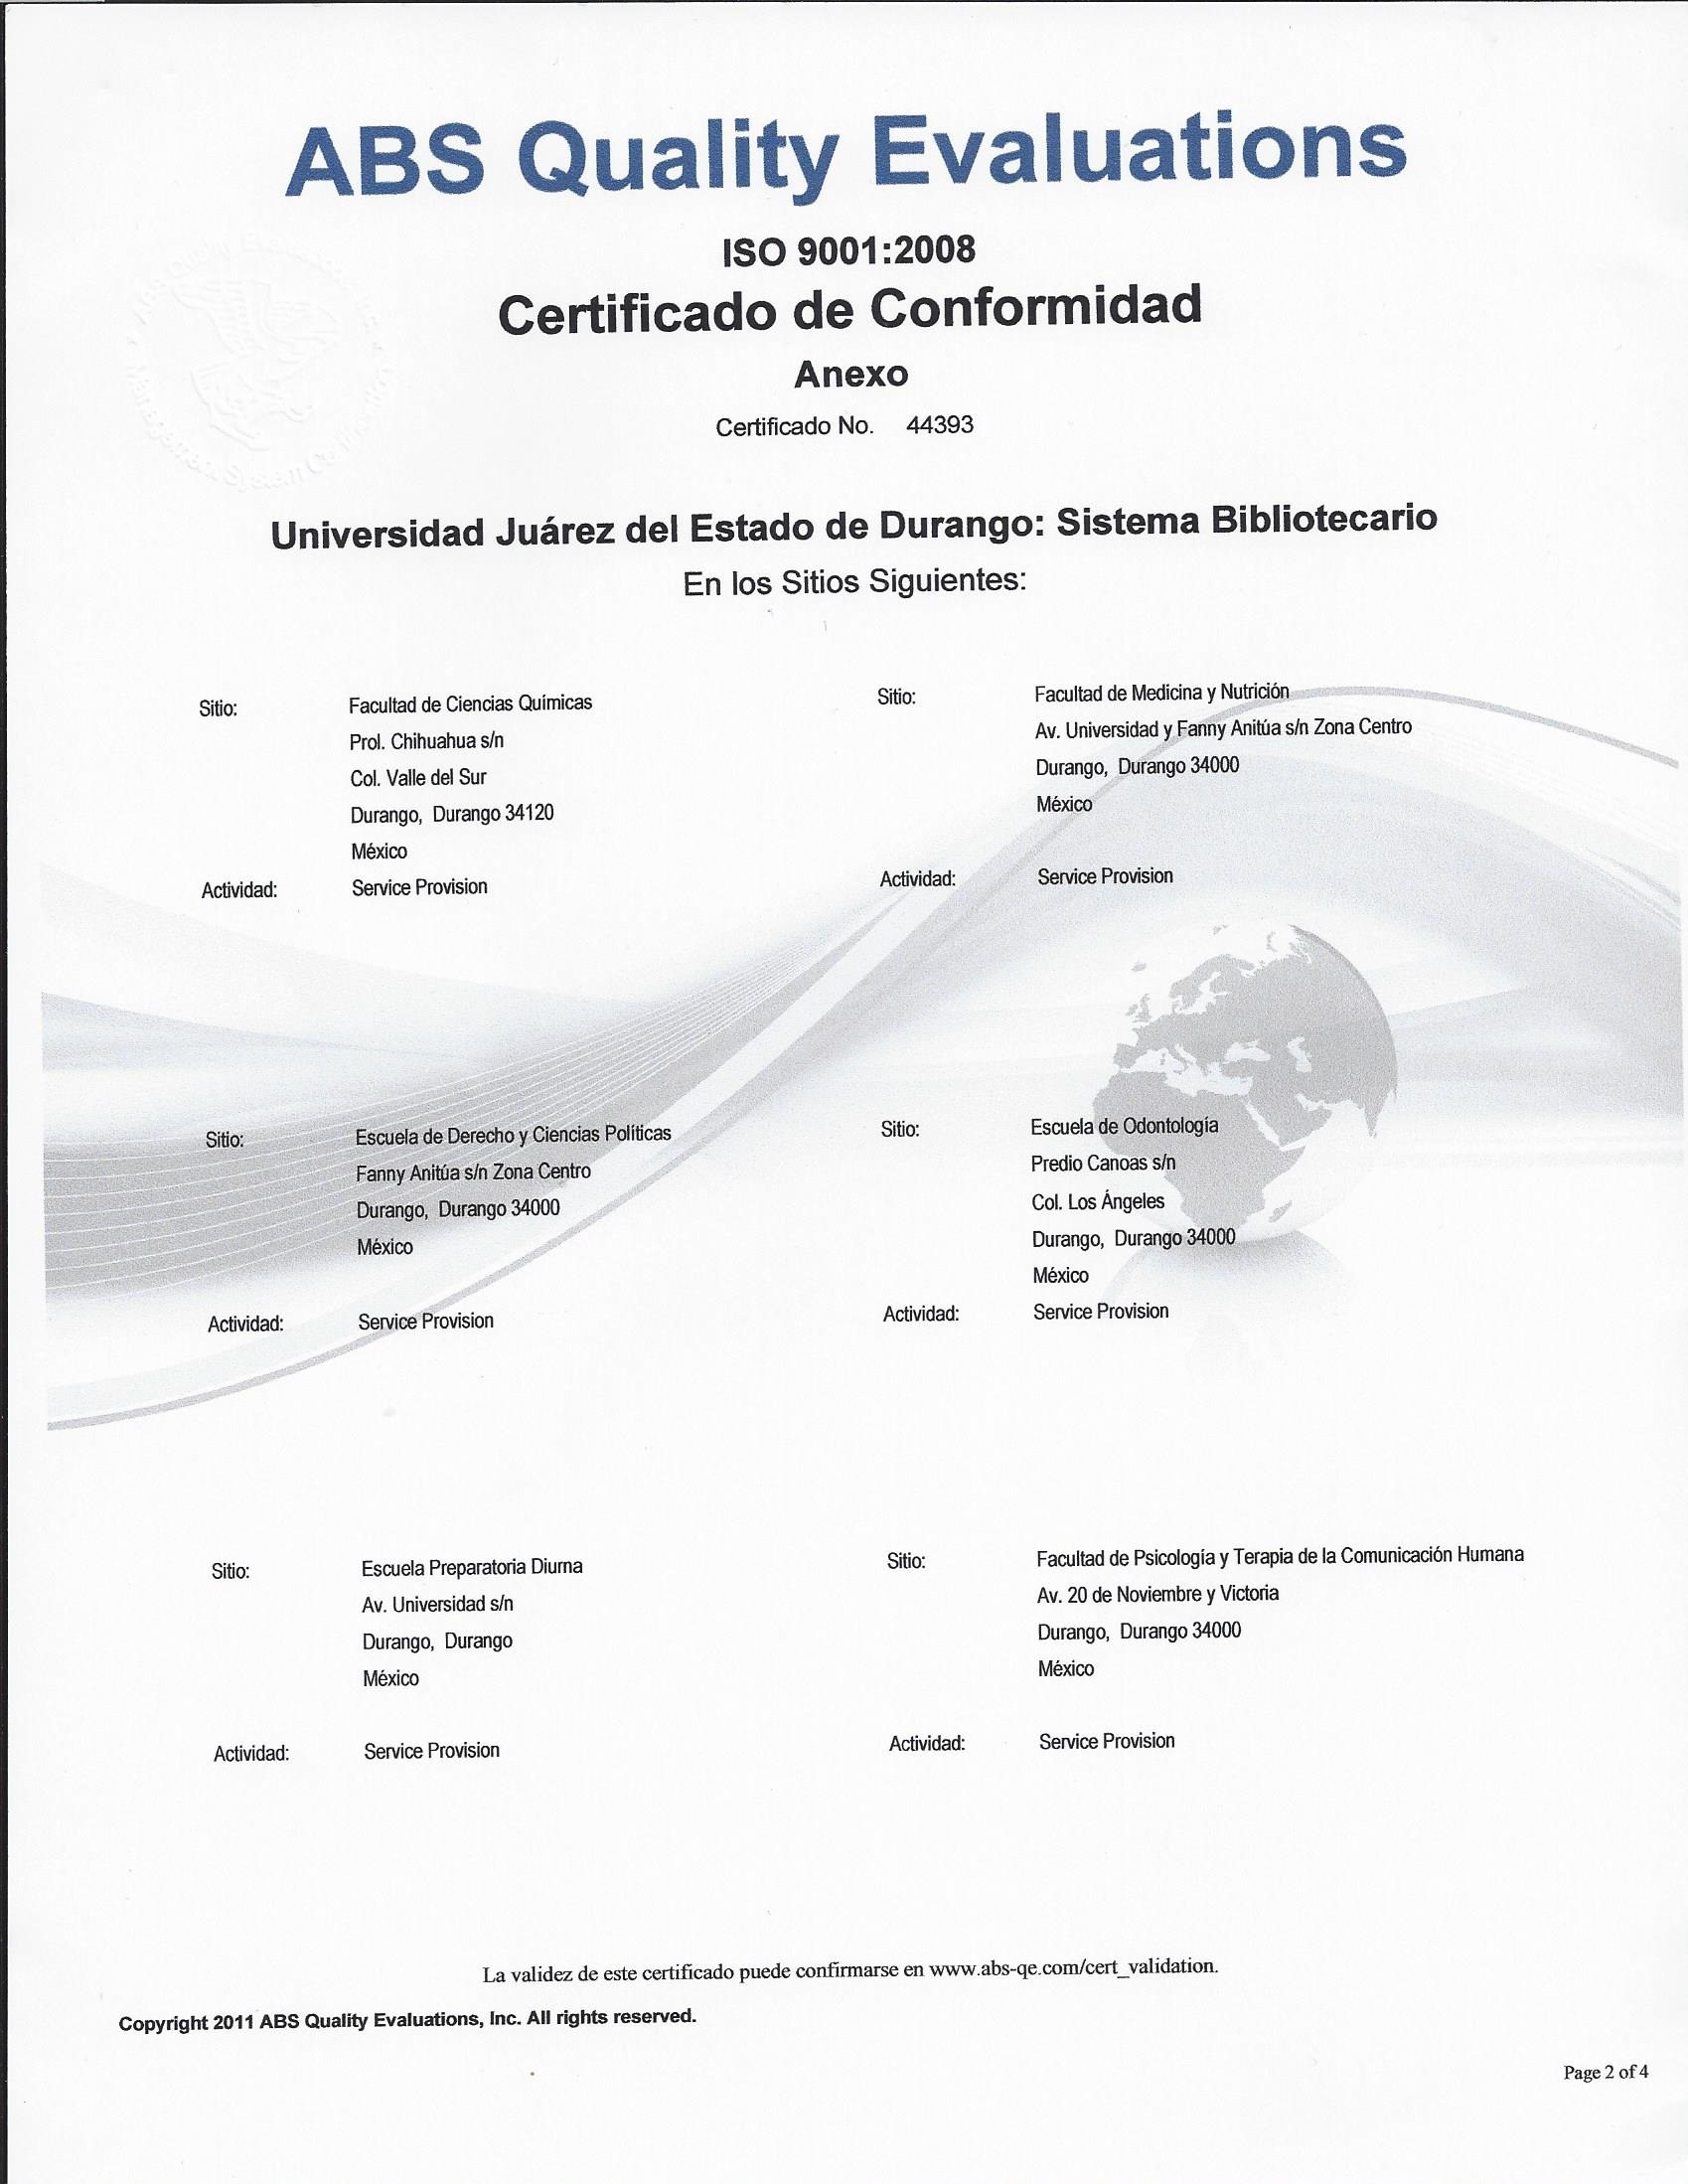 ABS Quality Evaluations
ISO 9001:2008
Certificado de Conformidad
Anexo
Certificado No. 44393
Universidad Juárez del Estado de Durango: Sistema Bibliotecario
En los Sitios Siguientes:
Sitio: Facultad de Ciencias Químicas
Prol. Chihuahua s/n
Col. Valle del Sur
Durango, Durango 34120
México
Actividad: Service Provision
Sitio: Facultad de Medicina y Nutrición
Av. Universidad y Fanny Anitúa s/n Zona Centro
Durango, Durango 34000
México
Actividad: Service Provision
Sitio: Escuela de Derecho y Ciencias Políticas
Fanny Anitúa s/n Zona Centro
Durango, Durango 34000
México
Actividad: Service Provision
Sitio: Escuela de Odontología
Predio Canoas s/n
Col. Los Ángeles
Durango, Durango 34000
México
Actividad: Service Provision
Sitio: Escuela Preparatoria Diurna
Av. Universidad s/n
Durango, Durango
México
Actividad: Service Provision
Sitio: Facultad de Psicología y Terapia de la Comunicación Humana
Av. 20 de Noviembre y Victoria
Durango, Durango 34000
México
Actividad: Service Provision
La validez de este certificado puede confirmarse en www.abs-qe.com/cert_validation.
Copyright 2011 ABS Quality Evaluations, Inc. All rights reserved.
Page 2 of 4